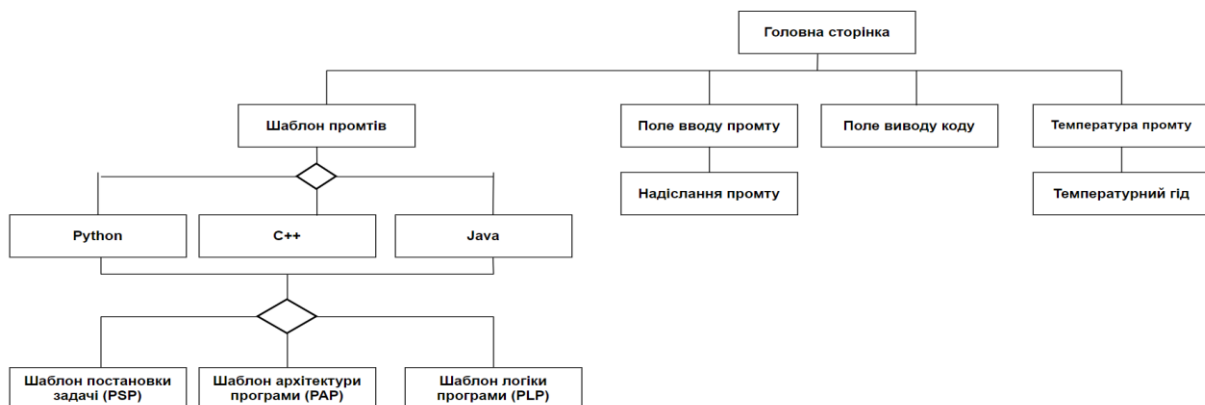 Головна сторінка
Шаблон промтів
Поле вводу промту
Поле виводу коду
Температура промту
Надіслання промту
Температурний гід
Python
C++
Java
Шаблон постановки
задачі (PSP)
Шаблон архітектури
програми (PAP)
Шаблон логіки
програми (PLP)